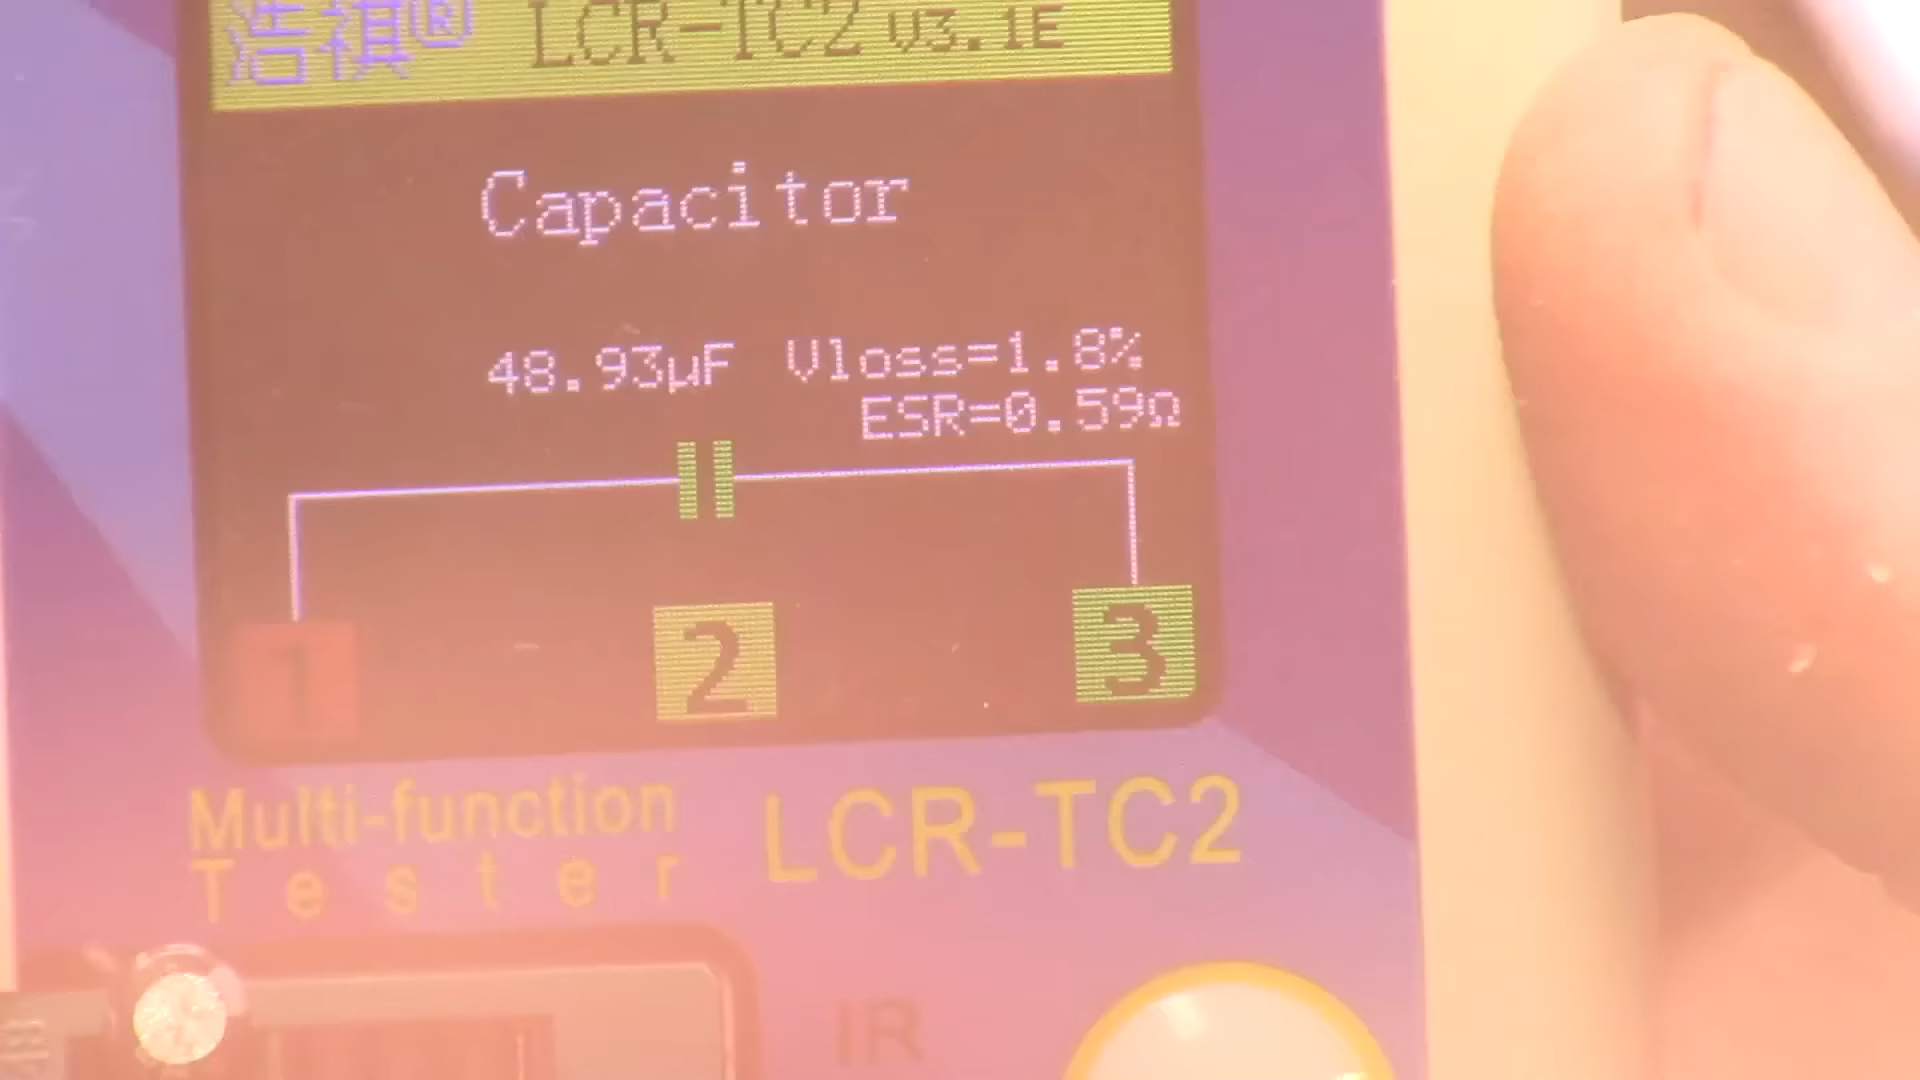 浩祺® LCR-TC2 V3.1E
Capacitor
48.93µF Vloss=1.8%
ESR=0.59Ω
1 2 3
Multi-function
Tester
LCR-TC2
IR